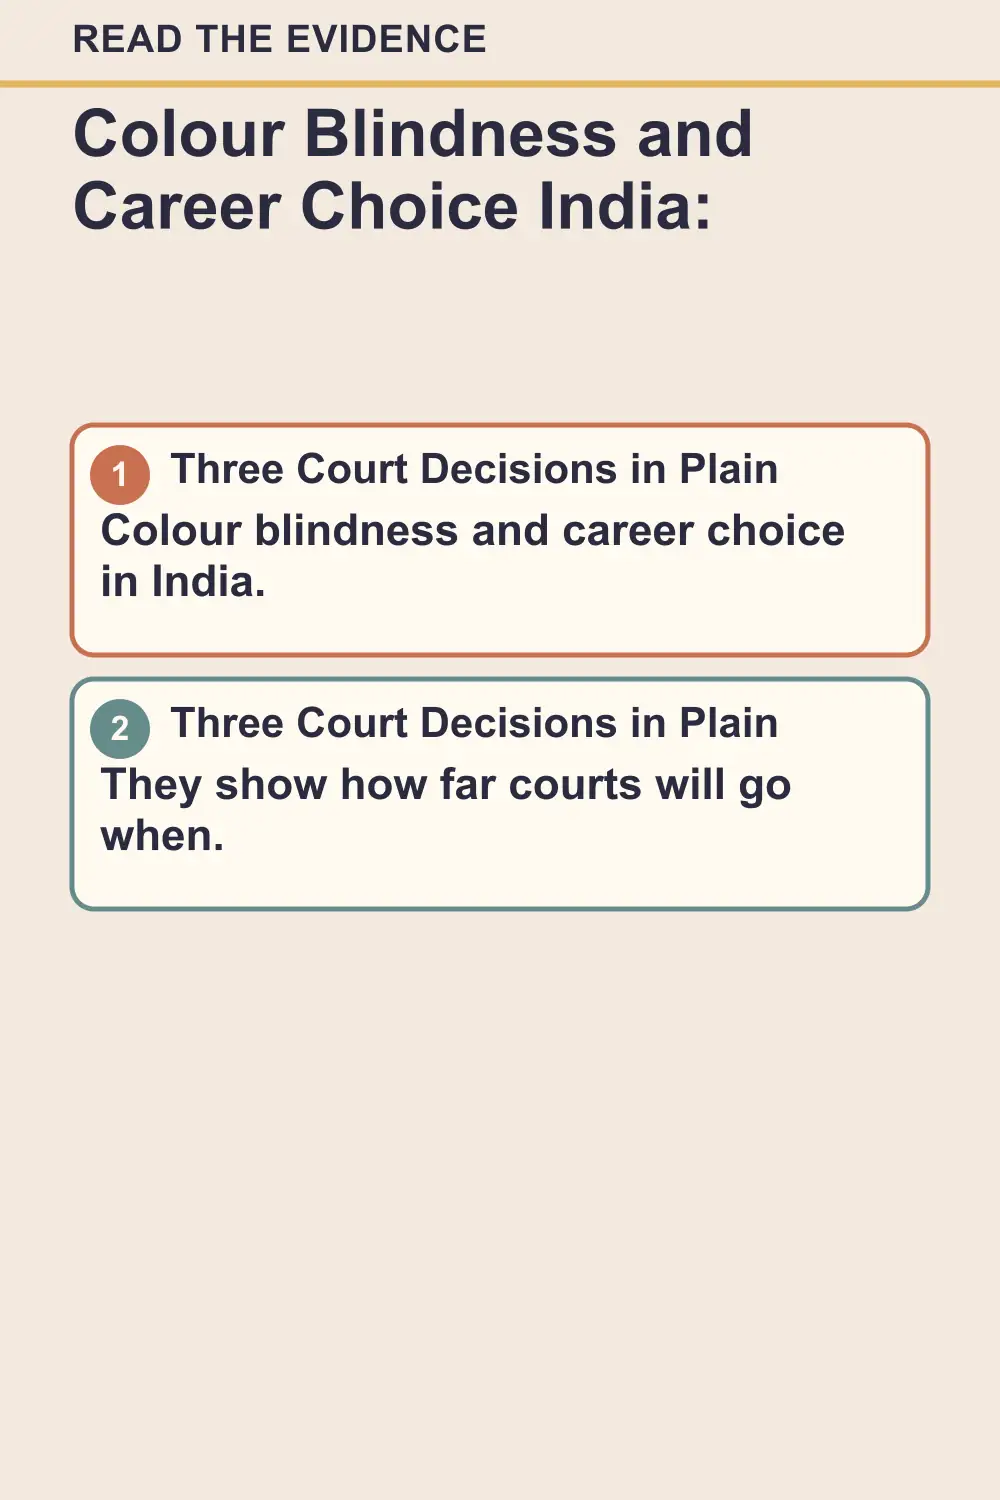 READ THE EVIDENCE
Colour Blindness and
Career Choice India:
1 Three Court Decisions in Plain
Colour blindness and career choice
in India.
2 Three Court Decisions in Plain
They show how far courts will go
when.